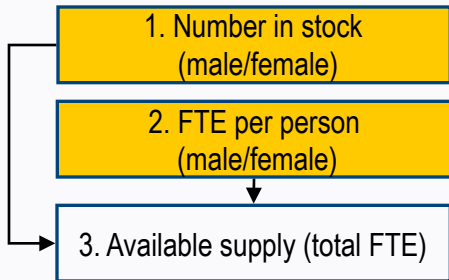 1. Number in stock
(male/female)
2. FTE per person
(male/female)
3. Available supply (total FTE)